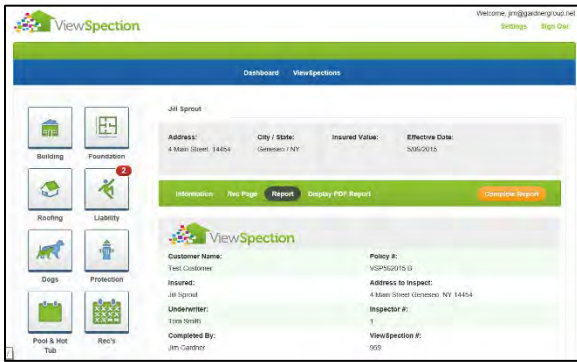 Welcome, jim@gardnergroup.net
ViewSpection
Settings Sign Out
Dashboard ViewSpections
Jill Sprout
Address: City / State: Insured Value: Effective Date:
4 Main Street, 14454 Geneseo / NY 5/05/2015
Building Foundation
2
Information Rec Page Report Display PDF Report Complete Report
Roofing Liability
ViewSpection
Customer Name: Policy #:
Test Customer
Insured: Address to Inspect:
Jill Sprout 4 Main Street Geneseo, NY 14454
Dogs Protection
Underwriter: Inspector #:
Tom Smith 1
Completed By: ViewSpection #:
Jim Gardner 969
Pool & Hot Tub Rec's